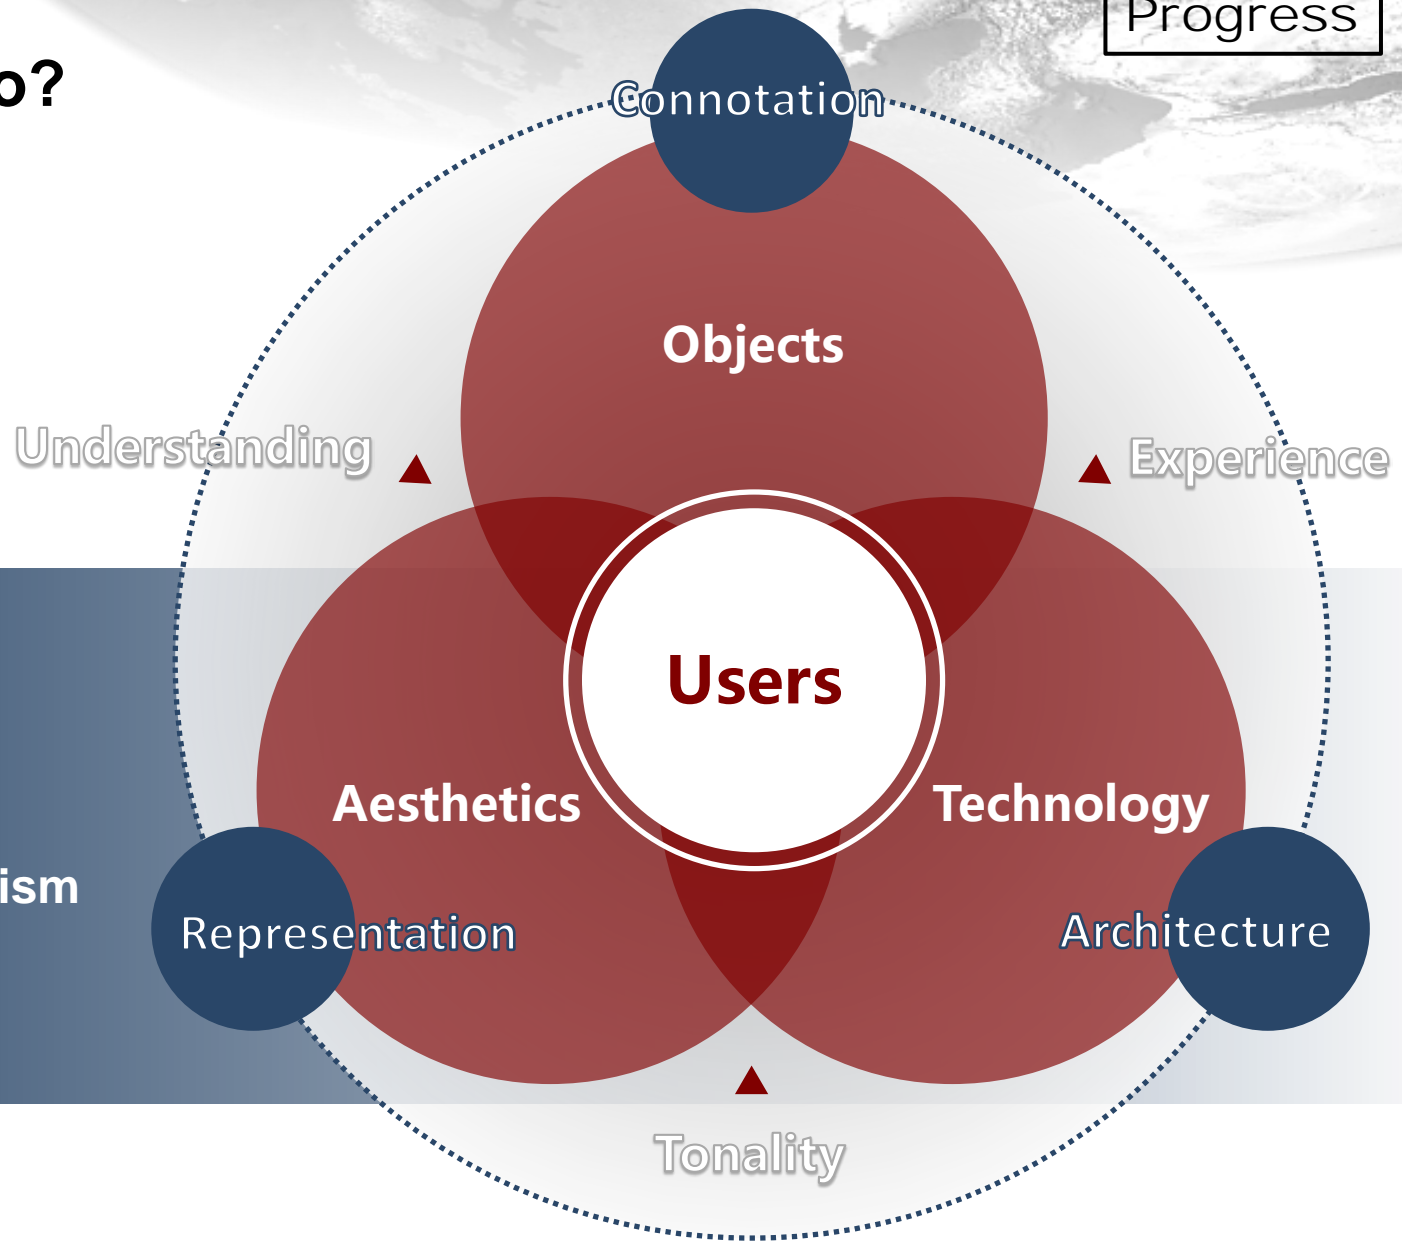 Progress
o?
Connotation
Objects
Understanding
Experience
Users
Aesthetics
Technology
ism
Representation
Architecture
Tonality